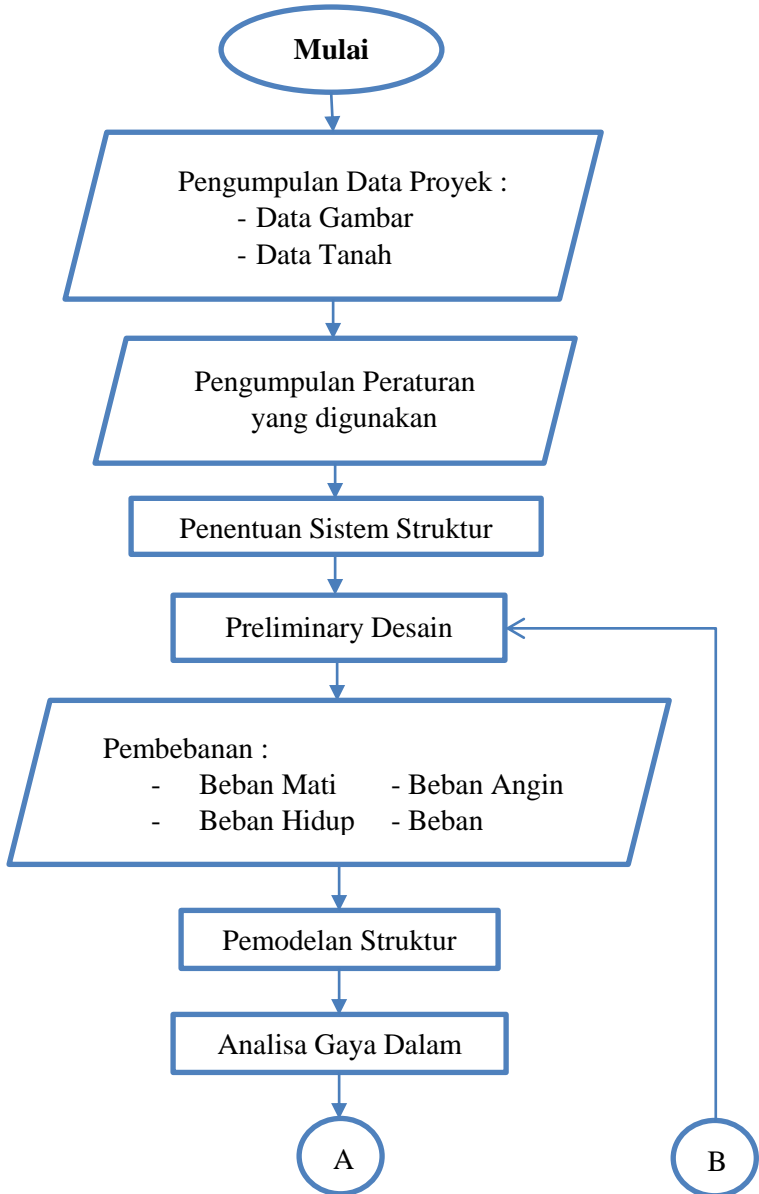 Mulai
Pengumpulan Data Proyek :
- Data Gambar
- Data Tanah
Pengumpulan Peraturan
yang digunakan
Penentuan Sistem Struktur
Preliminary Desain
Pembebanan :
- Beban Mati - Beban Angin
- Beban Hidup - Beban
Pemodelan Struktur
Analisa Gaya Dalam
A B